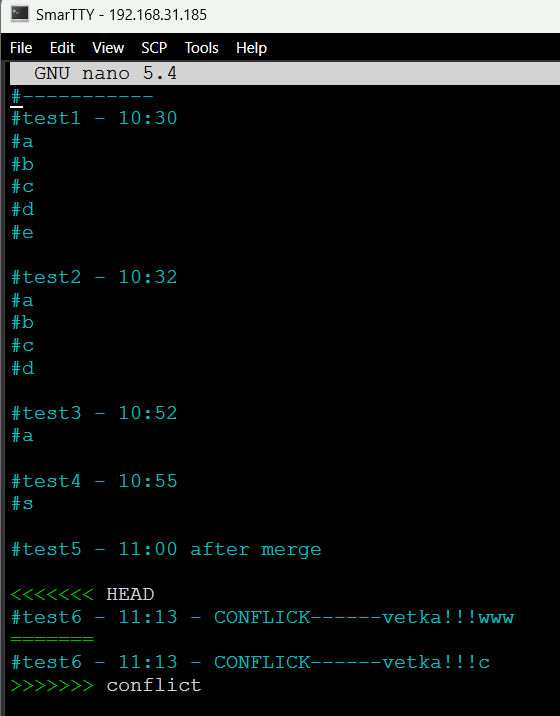 SmarTTY - 192.168.31.185
File Edit View SCP Tools Help
GNU nano 5.4
#-----------
#test1 - 10:30
#a
#b
#c
#d
#e
#test2 - 10:32
#a
#b
#c
#d
#test3 - 10:52
#a
#test4 - 10:55
#s
#test5 - 11:00 after merge
<<<<<<< HEAD
#test6 - 11:13 - CONFLICK------vetka!!!www
=======
#test6 - 11:13 - CONFLICK------vetka!!!c
>>>>>>> conflict